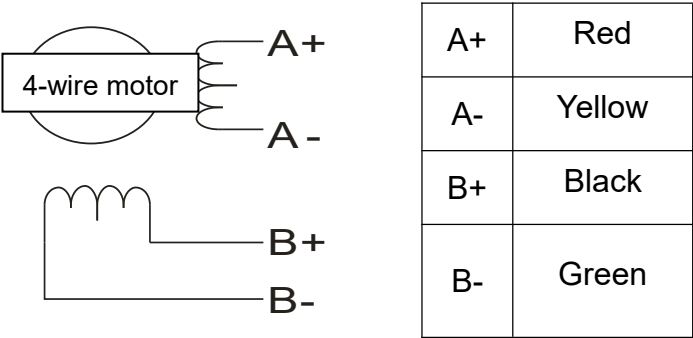 4-wire motor
A+
A-
B+
B-
A+ Red
A- Yellow
B+ Black
B- Green